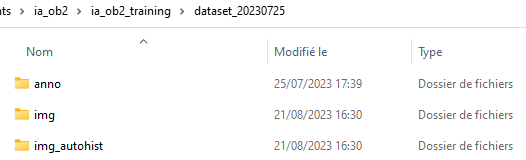 ia_ob2 > ia_ob2_training > dataset_20230725
Nom Modifié le Type
anno 25/07/2023 17:39 Dossier de fichiers
img 21/08/2023 16:30 Dossier de fichiers
img_autohist 21/08/2023 16:30 Dossier de fichiers